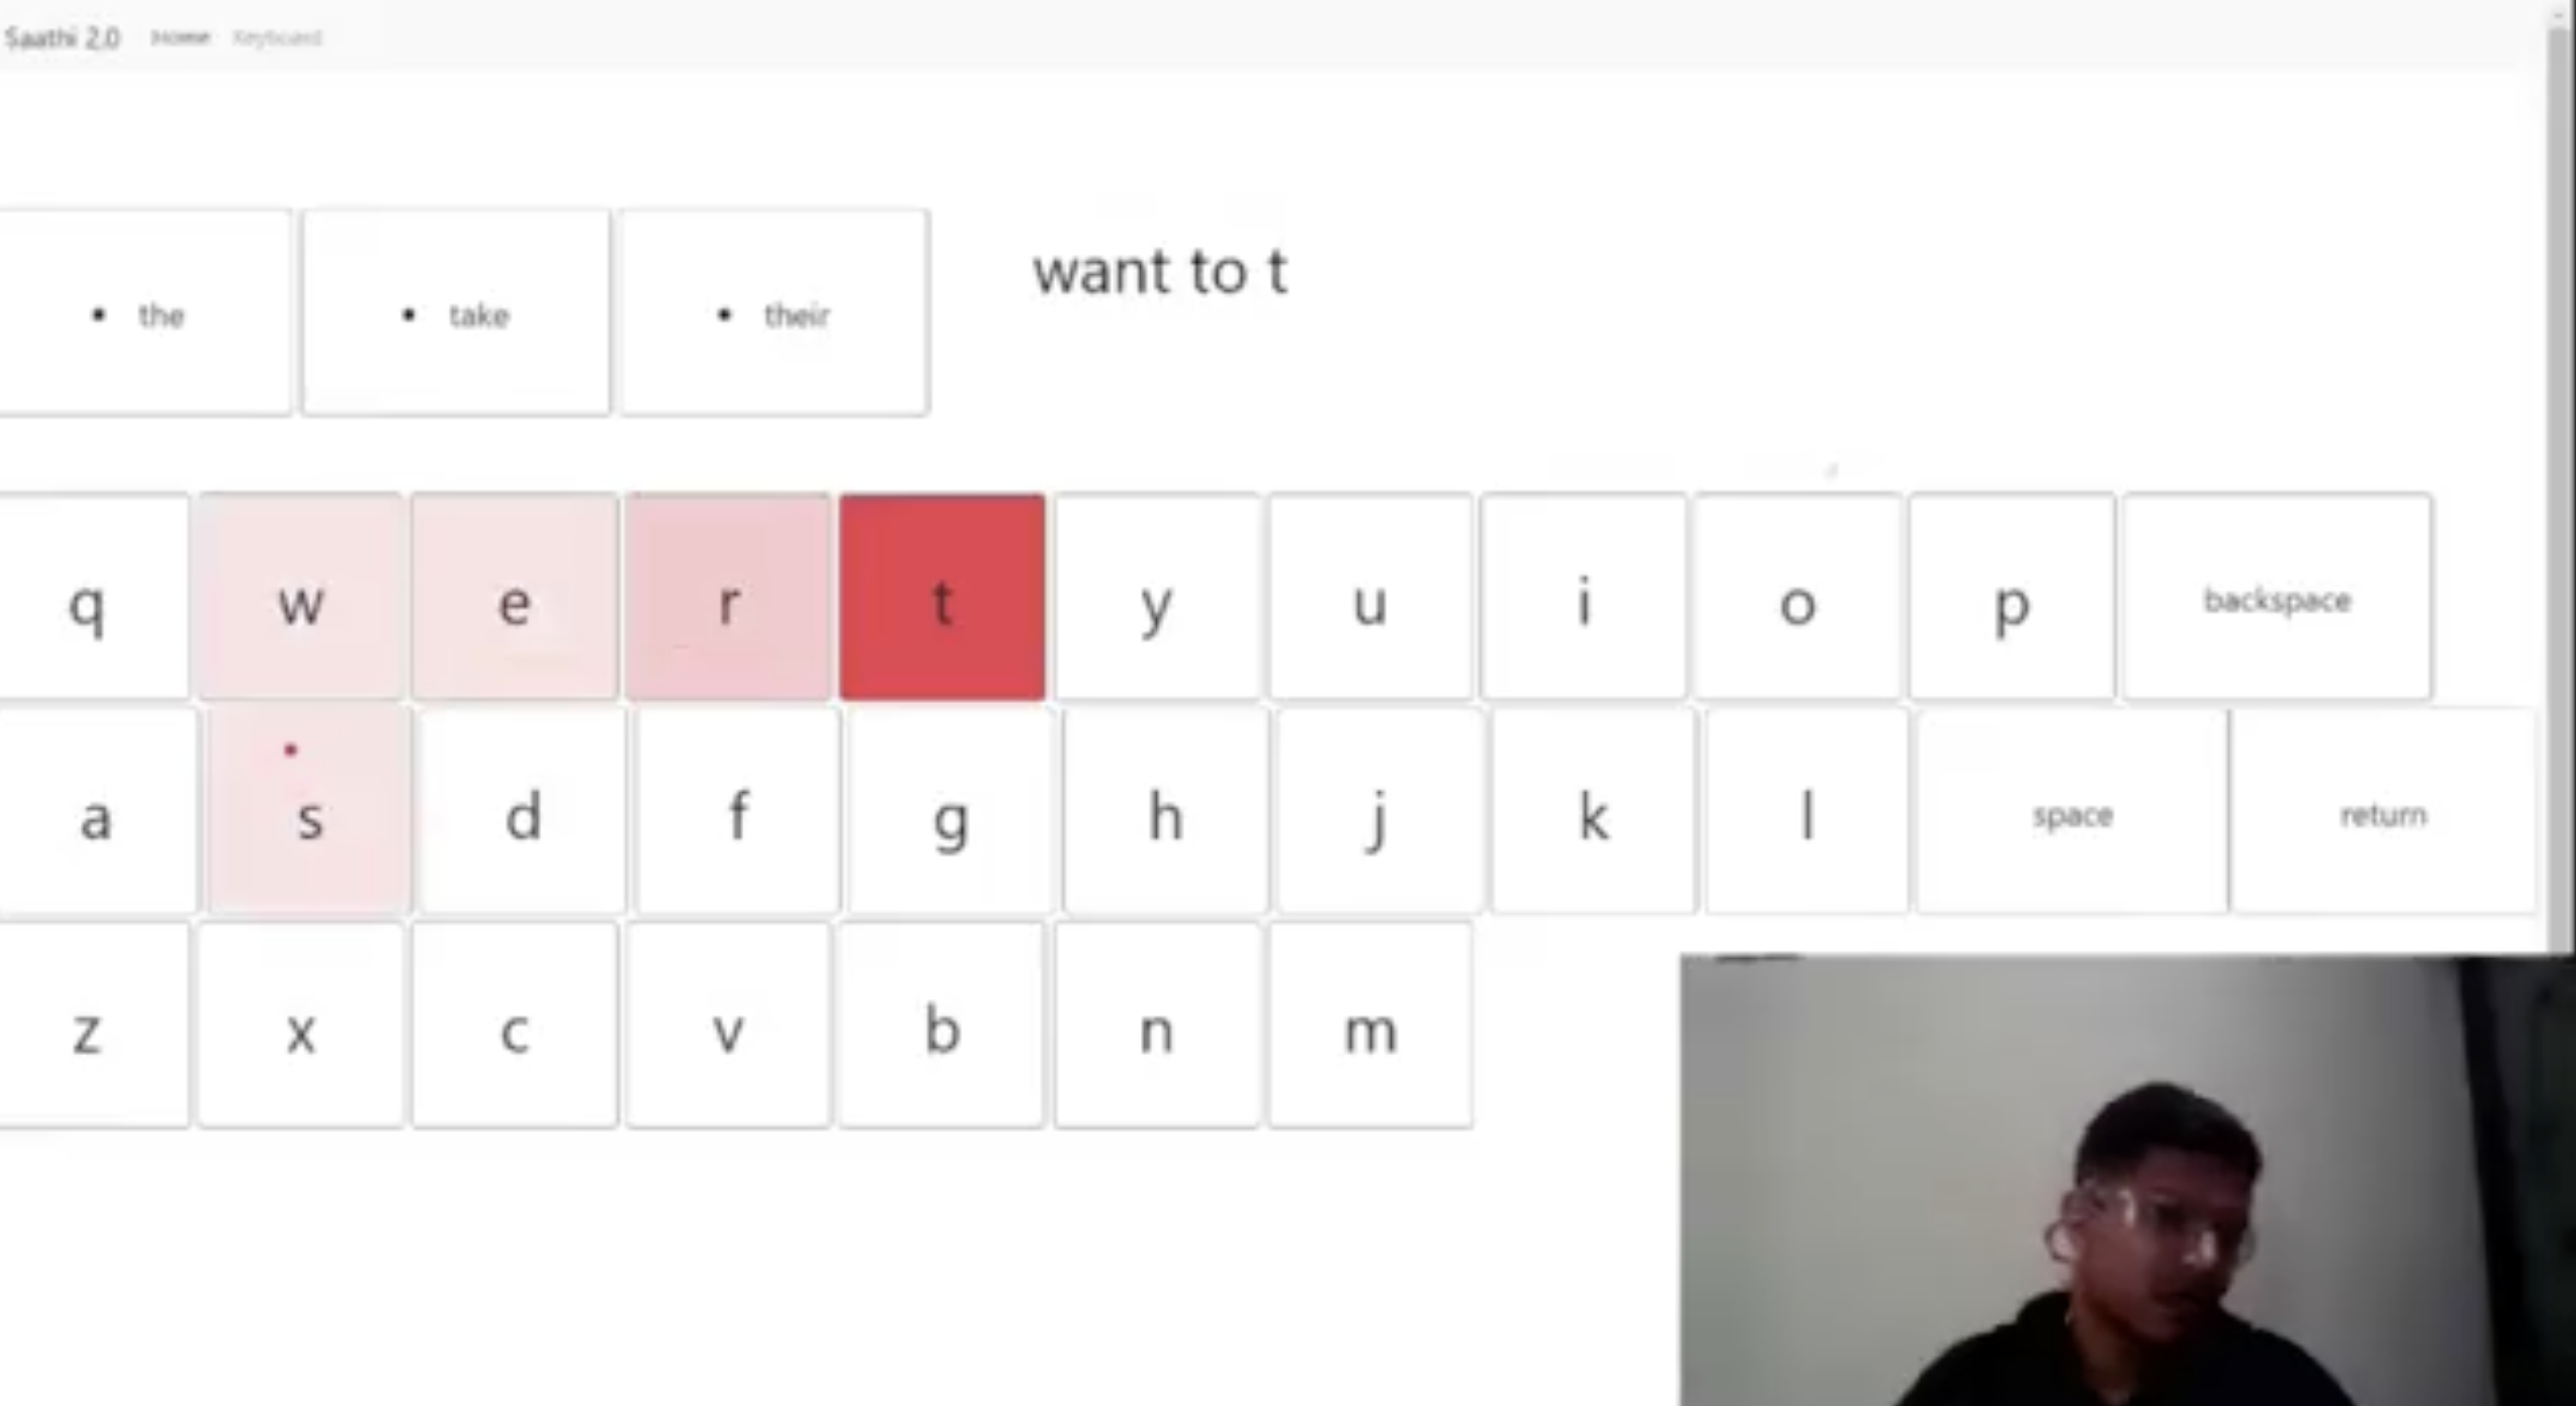 Saathi 2.0 Home Keyboard
want to t
• the • take • their
q w e r t y u i o p backspace
a s d f g h j k l space return
z x c v b n m